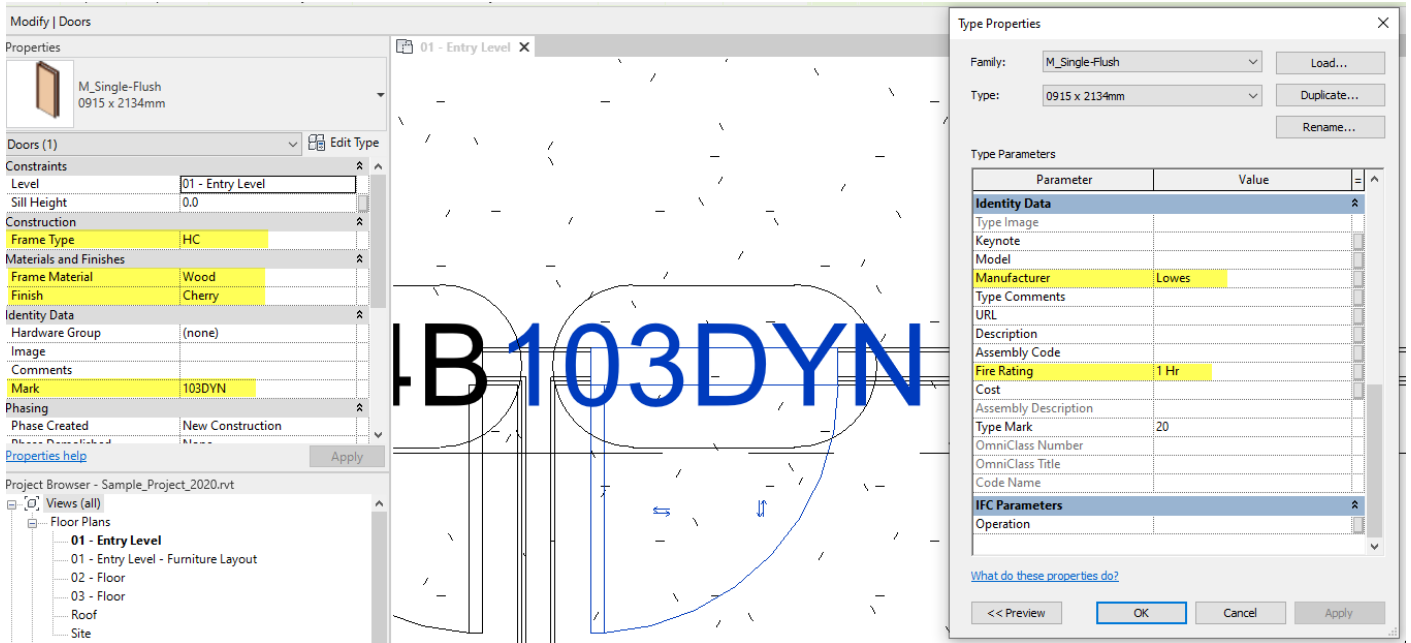 Modify | Doors
Properties
M_Single-Flush
0915 x 2134mm
Doors (1)
Edit Type
Constraints
Level 01 - Entry Level
Sill Height 0.0
Construction
Frame Type HC
Materials and Finishes
Frame Material Wood
Finish Cherry
Identity Data
Hardware Group (none)
Image
Comments
Mark 103DYN
Phasing
Phase Created New Construction
Phase Demolished None
Properties help
Apply
Project Browser - Sample_Project_2020.rvt
Views (all)
Floor Plans
01 - Entry Level
01 - Entry Level - Furniture Layout
02 - Floor
03 - Floor
Roof
Site
01 - Entry Level
4B
103DYN
Type Properties
Family: M_Single-Flush Load...
Type: 0915 x 2134mm Duplicate...
Rename...
Type Parameters
Parameter Value =
Identity Data
Type Image
Keynote
Model
Manufacturer Lowes
Type Comments
URL
Description
Assembly Code
Fire Rating 1 Hr
Cost
Assembly Description
Type Mark 20
OmniClass Number
OmniClass Title
Code Name
IFC Parameters
Operation
What do these properties do?
<< Preview OK Cancel Apply